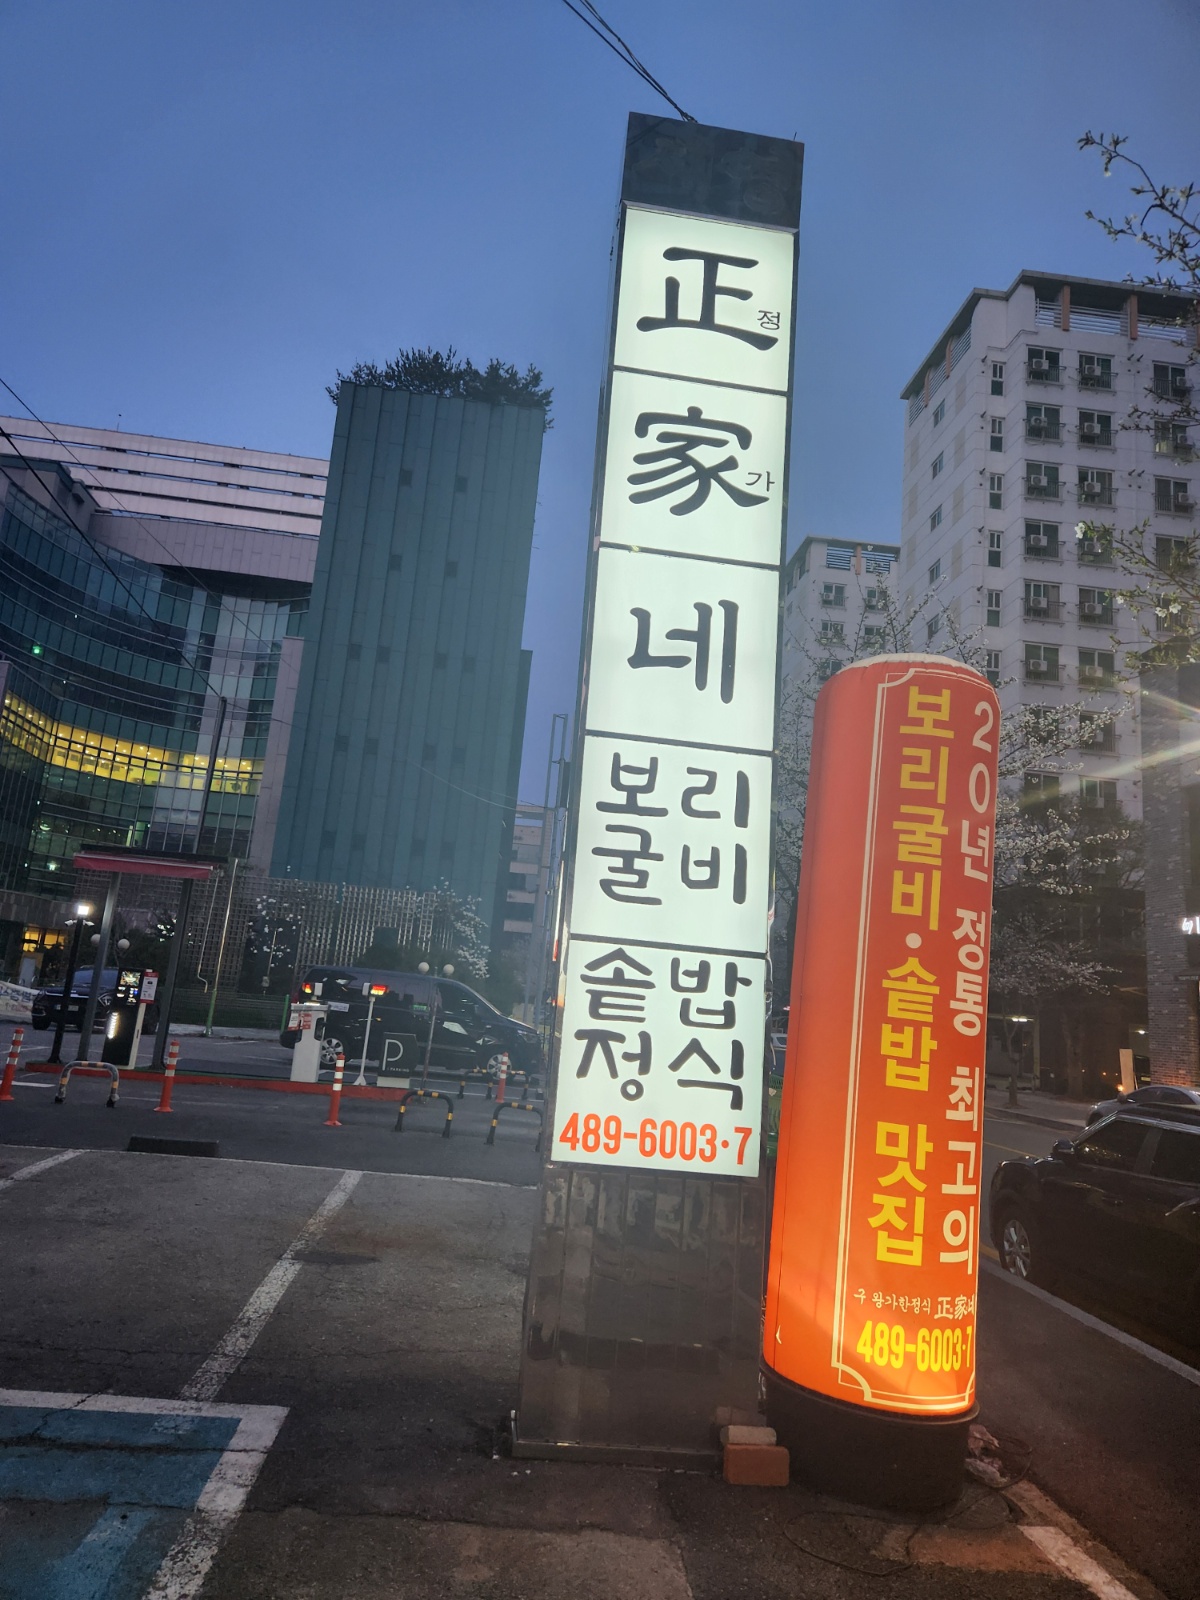 正 정
家 가
네
보리
굴비
솥밥
정식
489-6003·7
20년 정통 최고의
보리굴비·솥밥 맛집
구 왕가한정식 正家네
489-6003·7
P